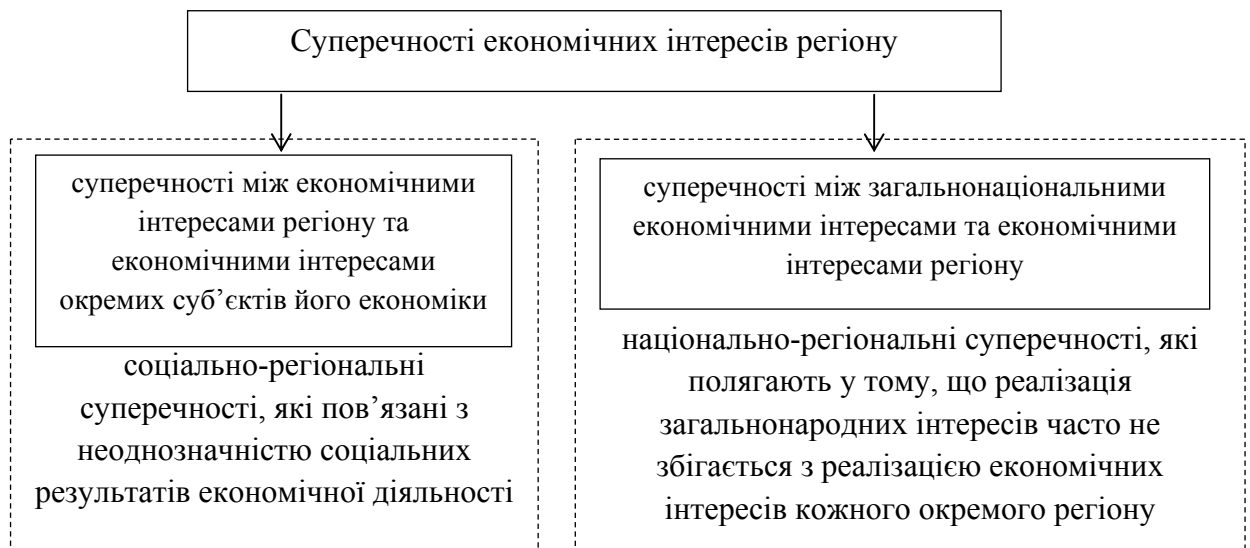 Суперечності економічних інтересів регіону
суперечності між економічними
інтересами регіону та
економічними інтересами
окремих суб’єктів його економіки
соціально-регіональні
суперечності, які пов’язані з
неоднозначністю соціальних
результатів економічної діяльності
суперечності між загальнонаціональними
економічними інтересами та економічними
інтересами регіону
національно-регіональні суперечності, які
полягають у тому, що реалізація
загальнонародних інтересів часто не
збігається з реалізацією економічних
інтересів кожного окремого регіону